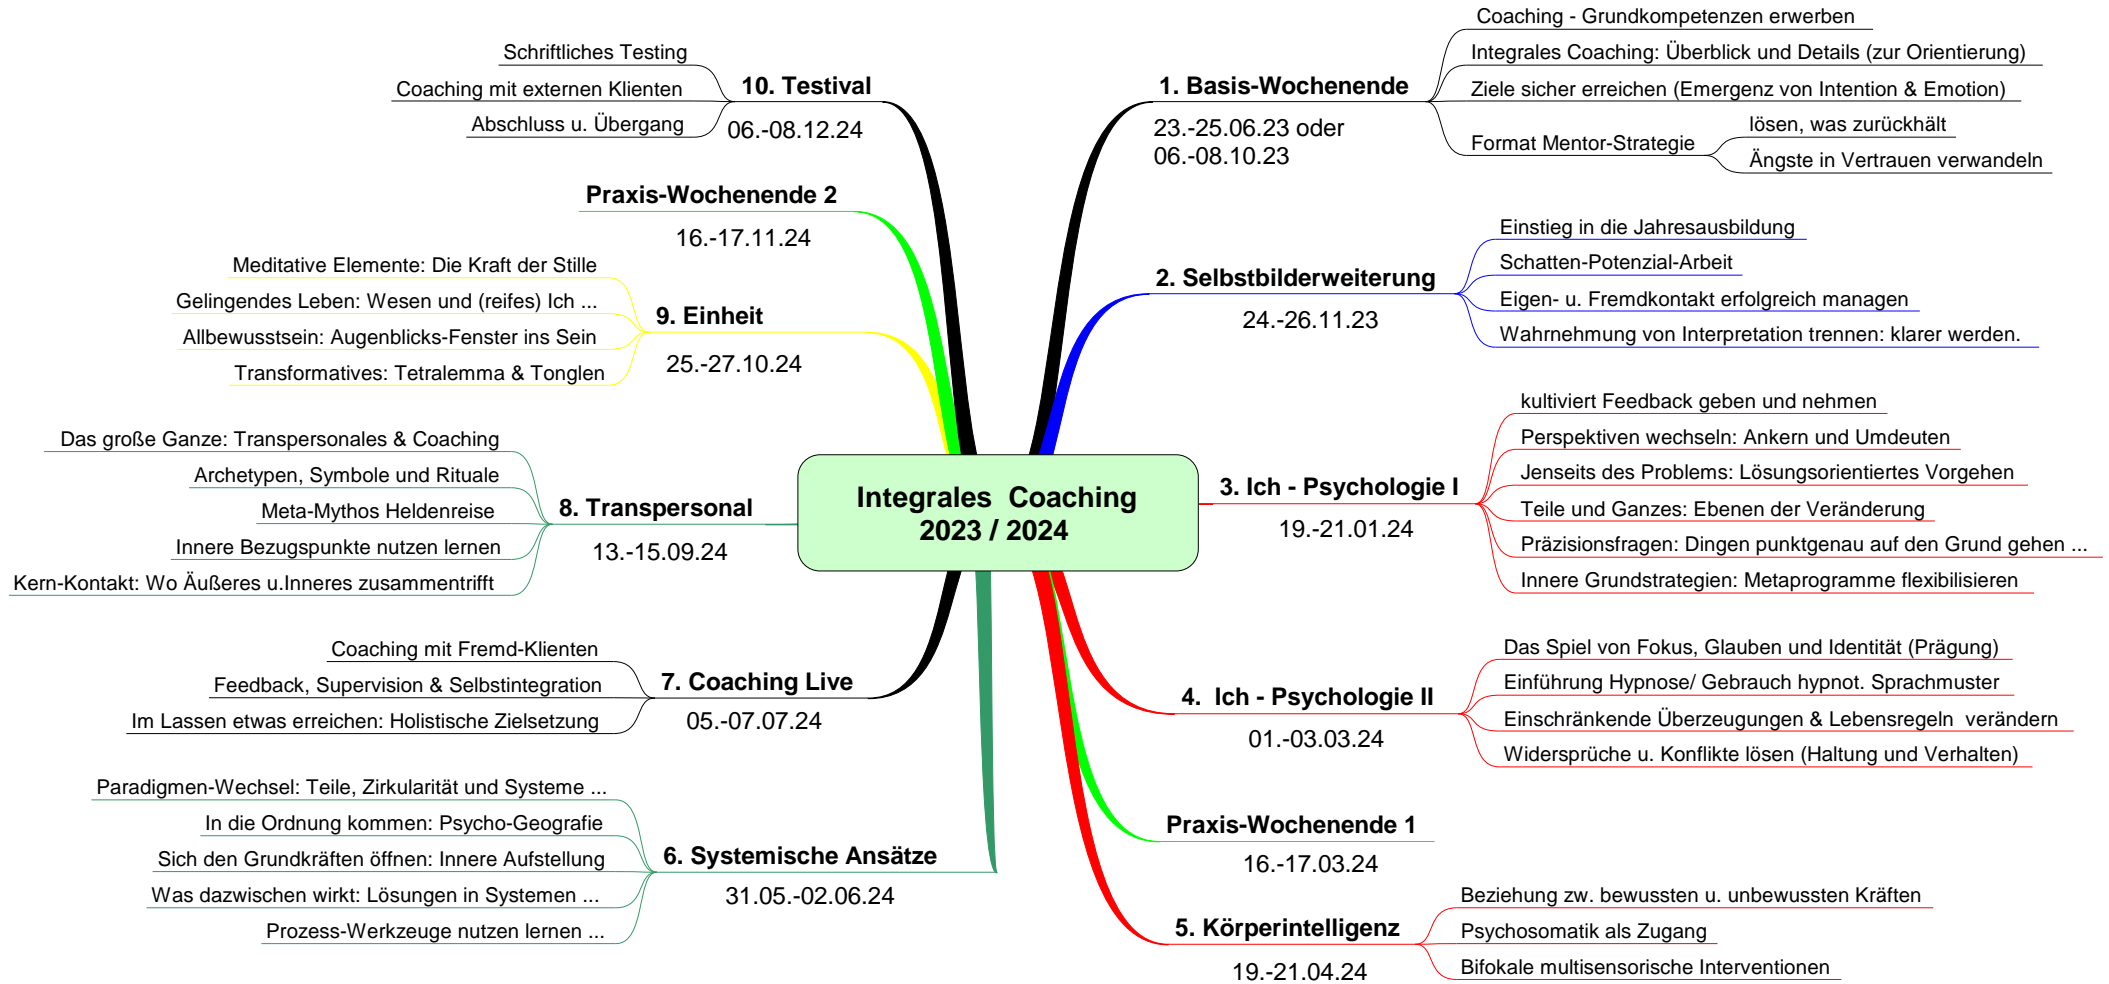 Integrales Coaching
2023 / 2024
1. Basis-Wochenende
23.-25.06.23 oder
06.-08.10.23
Coaching - Grundkompetenzen erwerben
Integrales Coaching: Überblick und Details (zur Orientierung)
Ziele sicher erreichen (Emergenz von Intention & Emotion)
Format Mentor-Strategie
lösen, was zurückhält
Ängste in Vertrauen verwandeln
2. Selbstbilderweiterung
24.-26.11.23
Einstieg in die Jahresausbildung
Schatten-Potenzial-Arbeit
Eigen- u. Fremdkontakt erfolgreich managen
Wahrnehmung von Interpretation trennen: klarer werden.
3. Ich - Psychologie I
19.-21.01.24
kultiviert Feedback geben und nehmen
Perspektiven wechseln: Ankern und Umdeuten
Jenseits des Problems: Lösungsorientiertes Vorgehen
Teile und Ganzes: Ebenen der Veränderung
Präzisionsfragen: Dingen punktgenau auf den Grund gehen ...
Innere Grundstrategien: Metaprogramme flexibilisieren
4. Ich - Psychologie II
01.-03.03.24
Das Spiel von Fokus, Glauben und Identität (Prägung)
Einführung Hypnose/ Gebrauch hypnot. Sprachmuster
Einschränkende Überzeugungen & Lebensregeln verändern
Widersprüche u. Konflikte lösen (Haltung und Verhalten)
Praxis-Wochenende 1
16.-17.03.24
5. Körperintelligenz
19.-21.04.24
Beziehung zw. bewussten u. unbewussten Kräften
Psychosomatik als Zugang
Bifokale multisensorische Interventionen
6. Systemische Ansätze
31.05.-02.06.24
Paradigmen-Wechsel: Teile, Zirkularität und Systeme ...
In die Ordnung kommen: Psycho-Geografie
Sich den Grundkräften öffnen: Innere Aufstellung
Was dazwischen wirkt: Lösungen in Systemen ...
Prozess-Werkzeuge nutzen lernen ...
7. Coaching Live
05.-07.07.24
Coaching mit Fremd-Klienten
Feedback, Supervision & Selbstintegration
Im Lassen etwas erreichen: Holistische Zielsetzung
8. Transpersonal
13.-15.09.24
Das große Ganze: Transpersonales & Coaching
Archetypen, Symbole und Rituale
Meta-Mythos Heldenreise
Innere Bezugspunkte nutzen lernen
Kern-Kontakt: Wo Äußeres u.Inneres zusammentrifft
9. Einheit
25.-27.10.24
Meditative Elemente: Die Kraft der Stille
Gelingendes Leben: Wesen und (reifes) Ich ...
Allbewusstsein: Augenblicks-Fenster ins Sein
Transformatives: Tetralemma & Tonglen
Praxis-Wochenende 2
16.-17.11.24
10. Testival
06.-08.12.24
Schriftliches Testing
Coaching mit externen Klienten
Abschluss u. Übergang